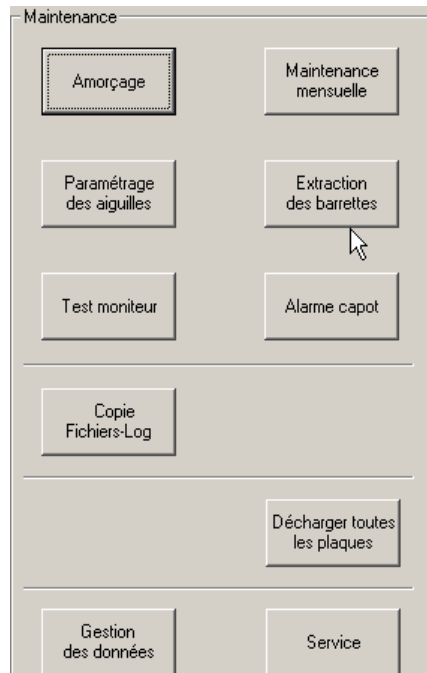 Maintenance
Amorçage
Maintenance
mensuelle
Paramétrage
des aiguilles
Extraction
des barrettes
Test moniteur
Alarme capot
Copie
Fichiers-Log
Décharger toutes
les plaques
Gestion
des données
Service